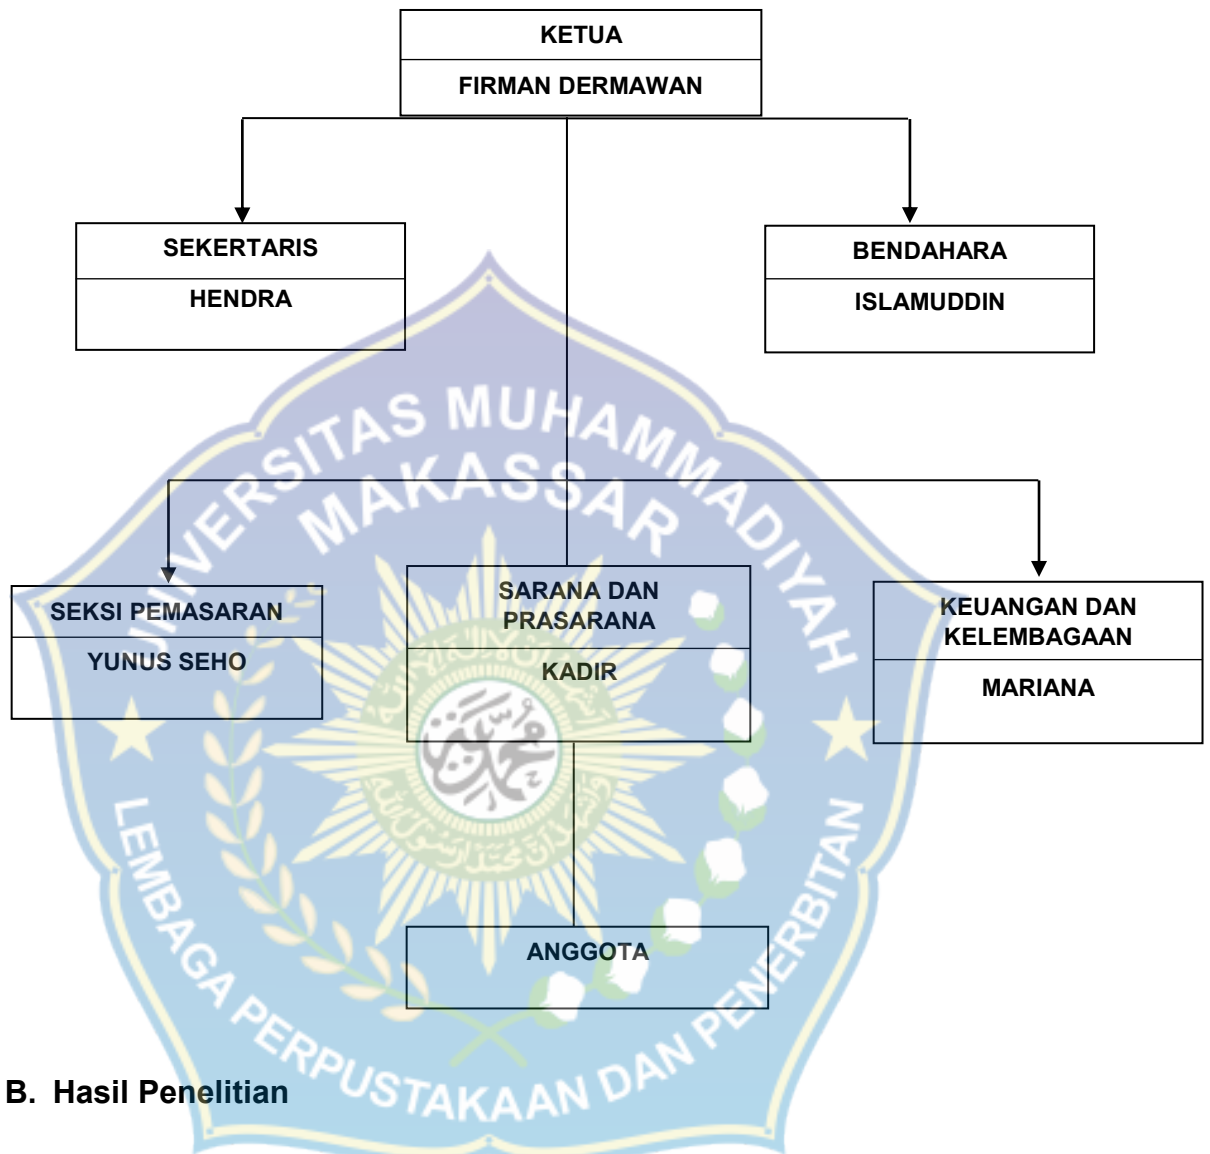 KETUA
FIRMAN DERMAWAN
SEKERTARIS
HENDRA
BENDAHARA
ISLAMUDDIN
UNIVERSITAS MUHAMMADIYAH
MAKASSAR
SEKSI PEMASARAN
YUNUS SEHO
SARANA DAN
PRASARANA
KADIR
KEUANGAN DAN
KELEMBAGAAN
MARIANA
ANGGOTA
LEMBAGA PERPUSTAKAAN DAN PENERBITAN
B. Hasil Penelitian